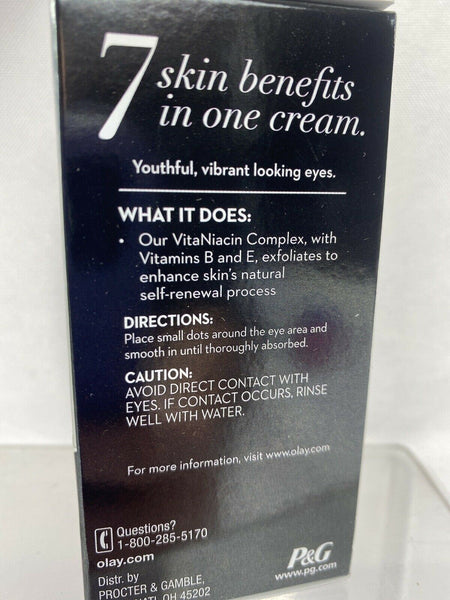 7 skin benefits
in one cream.
Youthful, vibrant looking eyes.
WHAT IT DOES:
• Our VitaNiacin Complex, with
Vitamins B and E, exfoliates to
enhance skin's natural
self-renewal process
DIRECTIONS:
Place small dots around the eye area and
smooth in until thoroughly absorbed.
CAUTION:
AVOID DIRECT CONTACT WITH
EYES. IF CONTACT OCCURS, RINSE
WELL WITH WATER.
For more information, visit www.olay.com
Questions?
1-800-285-5170
olay.com
Distr. by
PROCTER & GAMBLE,
OH 45202
P&G
www.pg.com